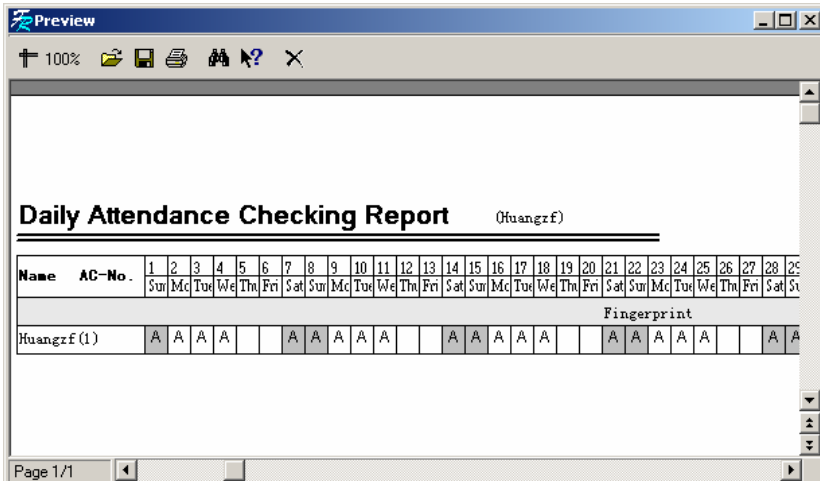 Preview
100%
Daily Attendance Checking Report (Huangzf)
Name AC-No. 1 2 3 4 5 6 7 8 9 10 11 12 13 14 15 16 17 18 19 20 21 22 23 24 25 26 27 28 29
Sun Mo Tue We Thu Fri Sat Sun Mo Tue We Thu Fri Sat Sun Mo Tue We Thu Fri Sat Sun Mo Tue We Thu Fri Sat Su
Fingerprint
Huangzf(1) A A A A A A A A A A A A A A A A A A A A A
Page 1/1